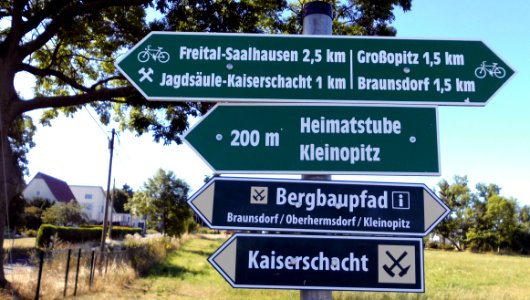 Freital-Saalhausen 2,5 km | Großopitz 1,5 km
Jagdsäule-Kaiserschacht 1 km | Braunsdorf 1,5 km
200 m
Heimatstube
Kleinopitz
Bergbaupfad i
Braunsdorf / Oberhermsdorf / Kleinopitz
Kaiserschacht